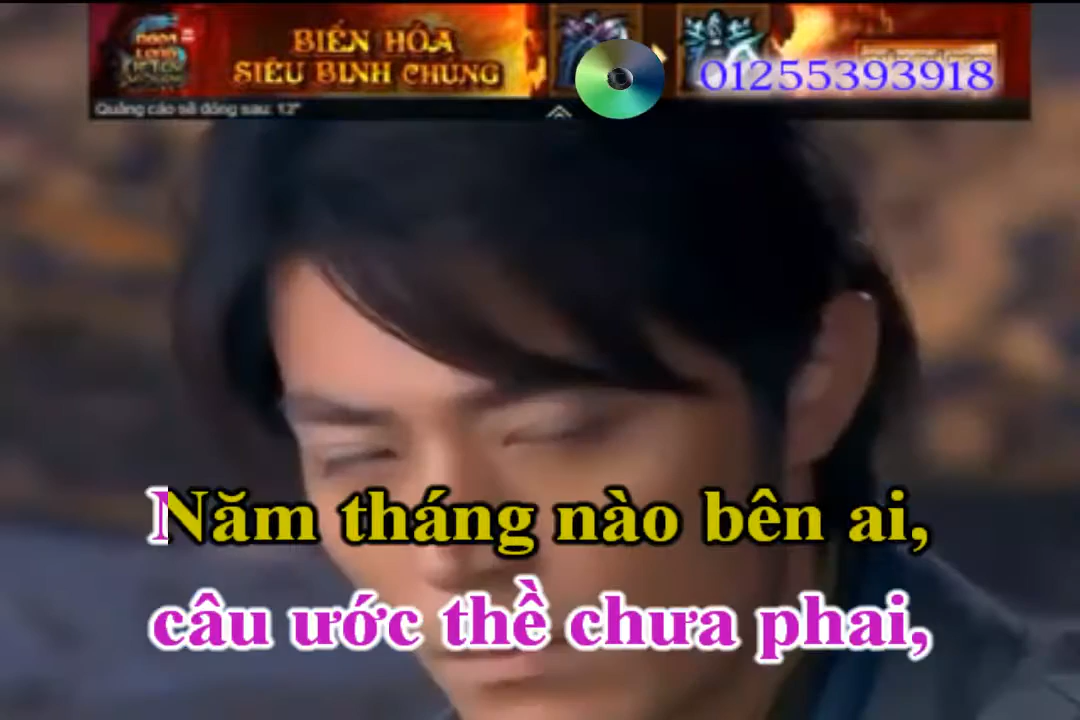 BIẾN HÓA
SIÊU BINH CHỦNG
01255393918
Quảng cáo sẽ đóng sau: 12"
Năm tháng nào bên ai,
câu ước thề chưa phai,